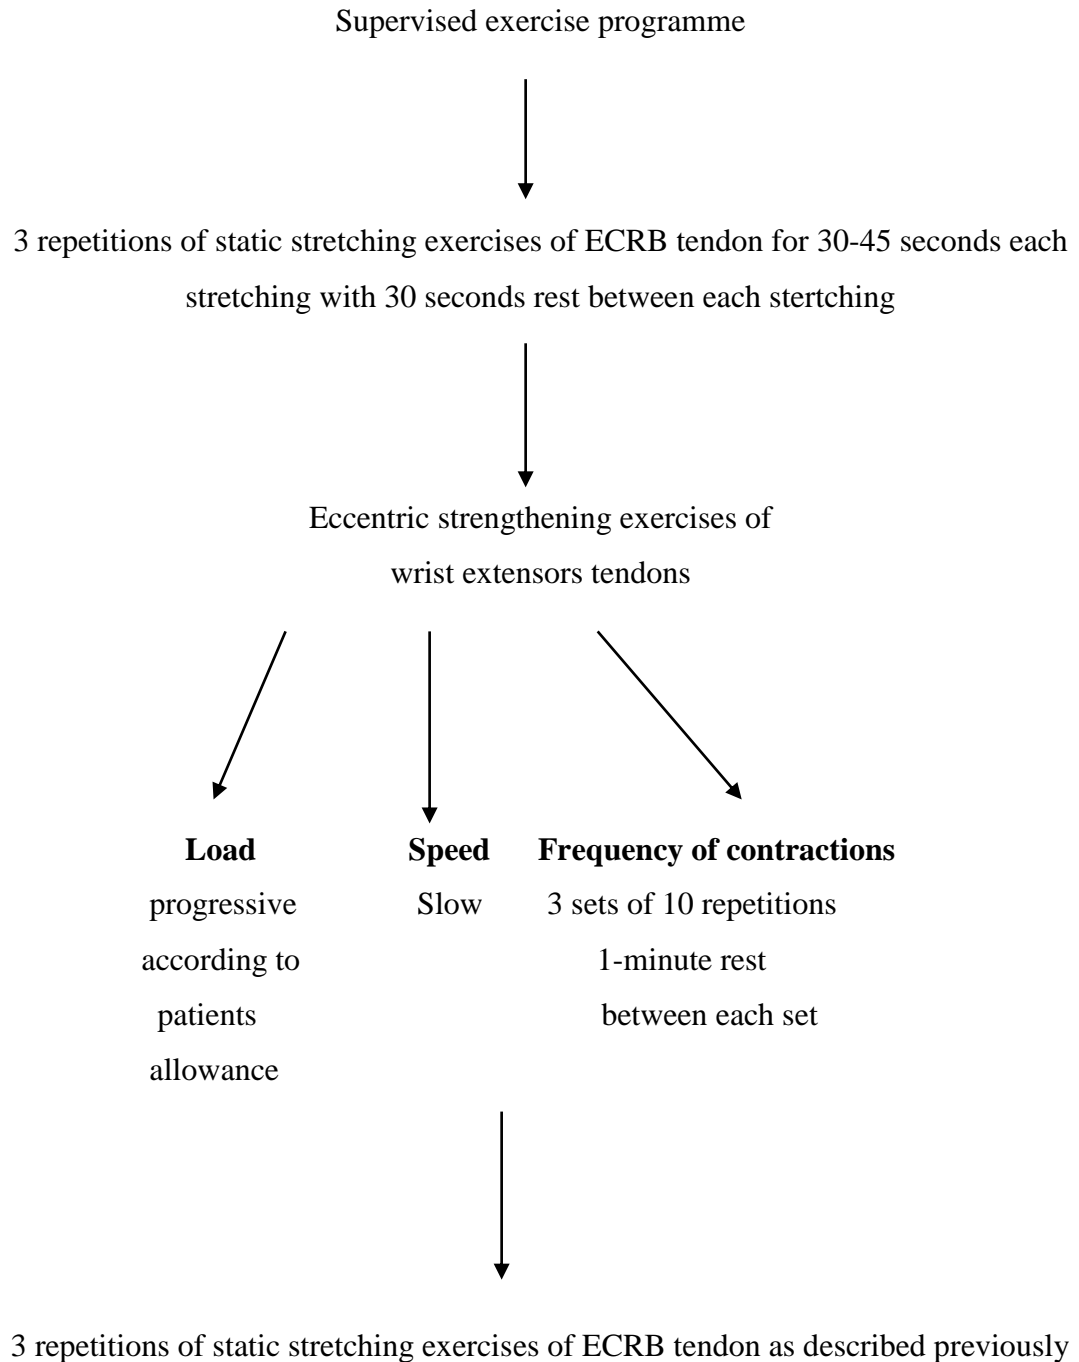 Supervised exercise programme
3 repetitions of static stretching exercises of ECRB tendon for 30-45 seconds each
stretching with 30 seconds rest between each stertching
Eccentric strengthening exercises of
wrist extensors tendons
Load
progressive
according to
patients
allowance
Speed
Slow
Frequency of contractions
3 sets of 10 repetitions
1-minute rest
between each set
3 repetitions of static stretching exercises of ECRB tendon as described previously